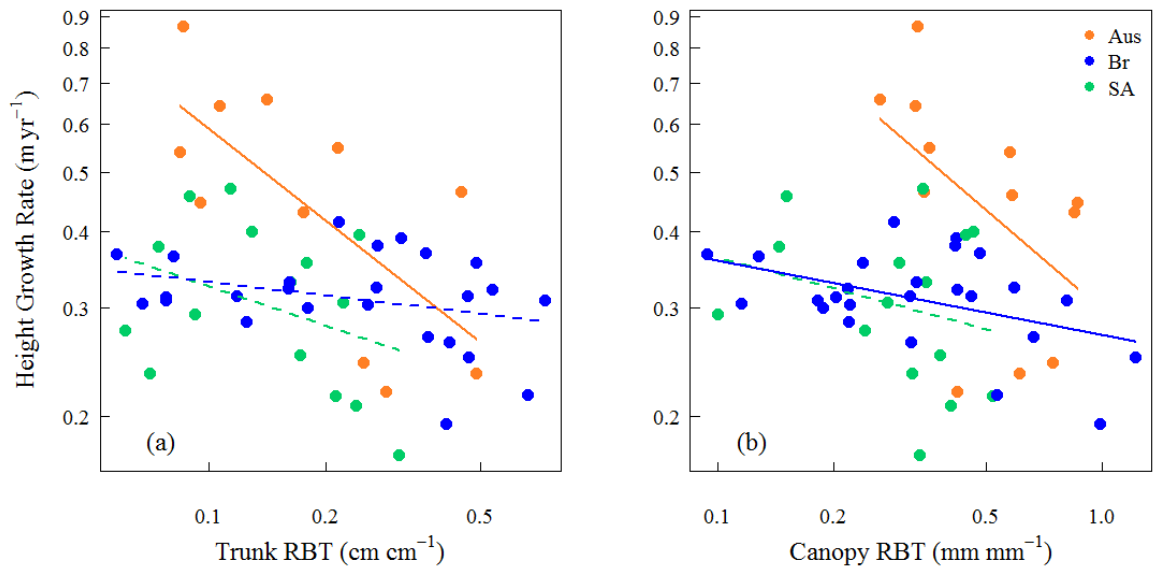 Height Growth Rate (m yr⁻¹)
0.9
0.8
0.7
0.6
0.5
0.4
0.3
0.2
(a)
0.1 0.2 0.5
Trunk RBT (cm cm⁻¹)
0.9
0.8
0.7
0.6
0.5
0.4
0.3
0.2
Aus
Br
SA
(b)
0.1 0.2 0.5 1.0
Canopy RBT (mm mm⁻¹)